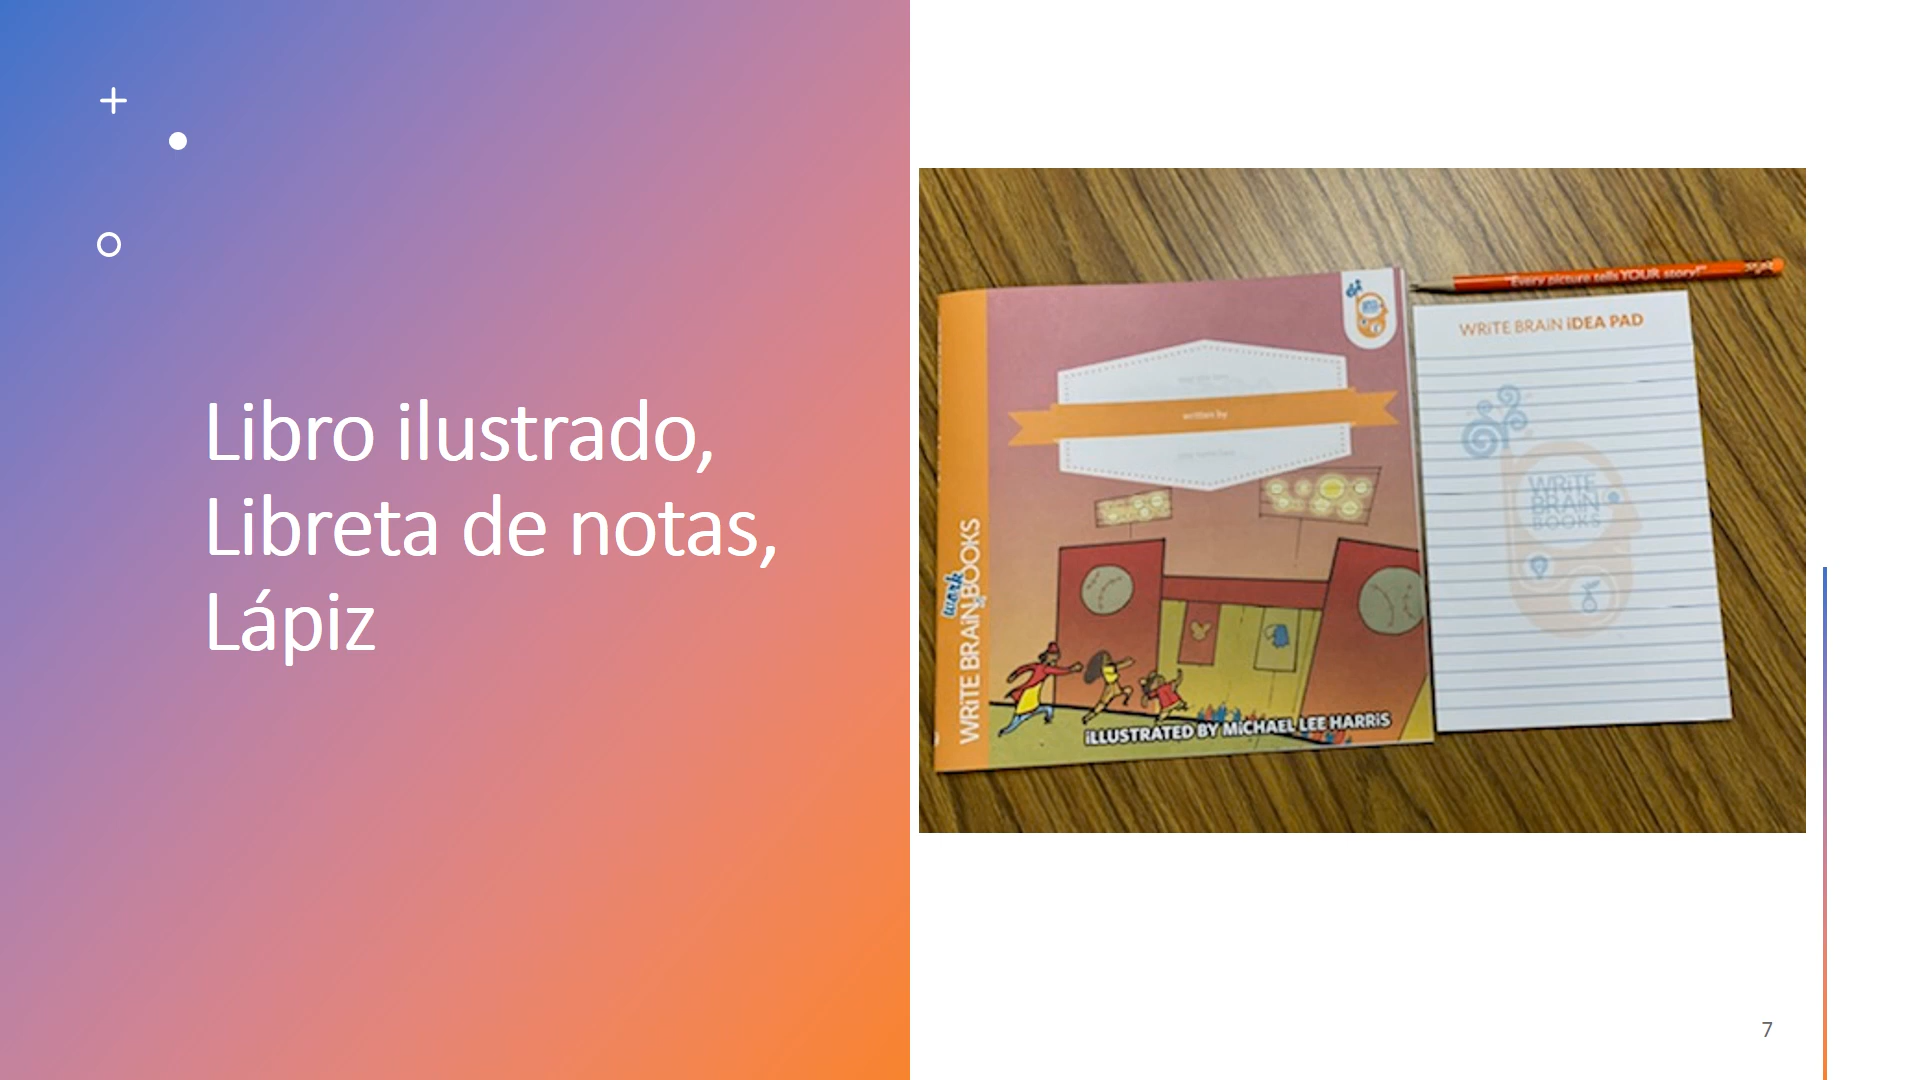 Libro ilustrado,
Libreta de notas,
Lápiz
"Every picture tells YOUR story!"
WRiTE BRAiN iDEA PAD
written by
WRiTE BRAiN BOOKS
work
WRiTE
BRAiN
BOOKS
iLLUSTRATED BY MiCHAEL LEE HARRiS
7